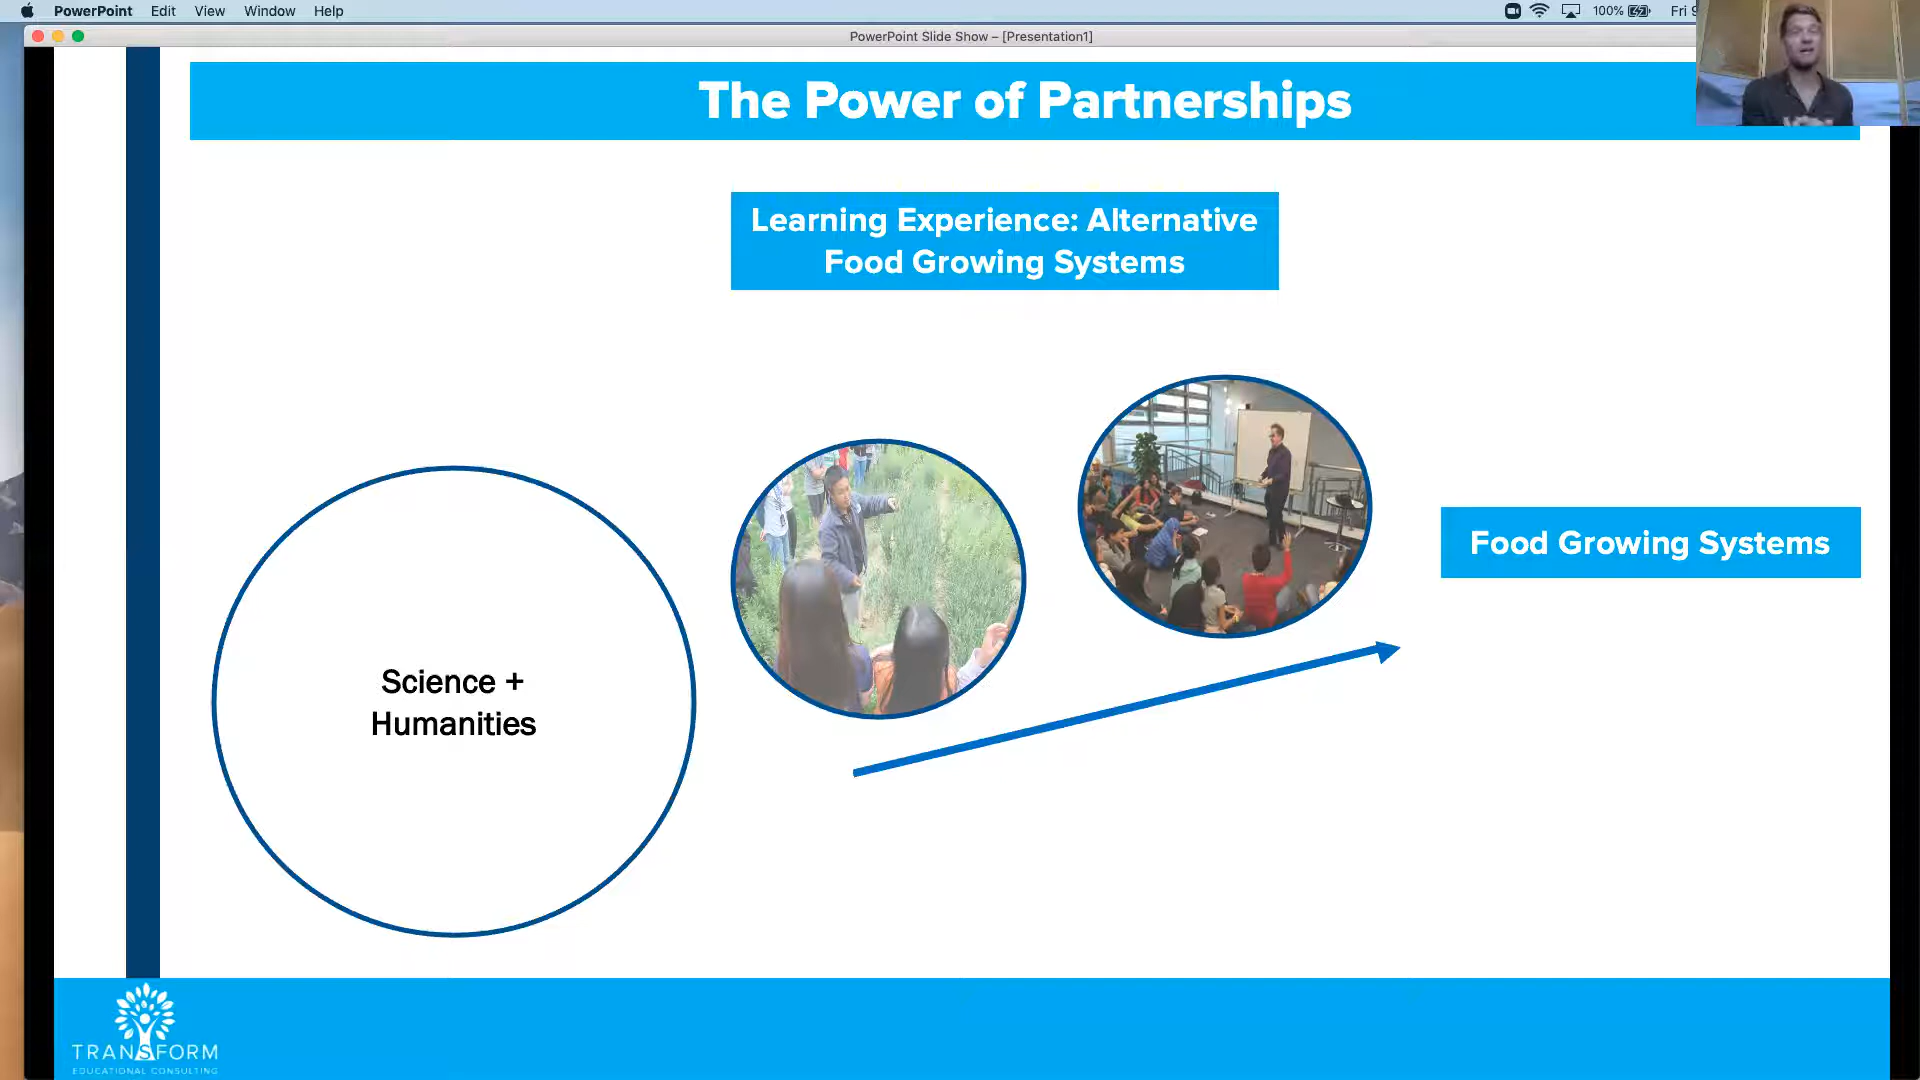 PowerPoint Edit View Window Help
100%
Fri 9
PowerPoint Slide Show – [Presentation1]
The Power of Partnerships
Learning Experience: Alternative
Food Growing Systems
Food Growing Systems
Science +
Humanities
TRANSFORM
EDUCATIONAL CONSULTING